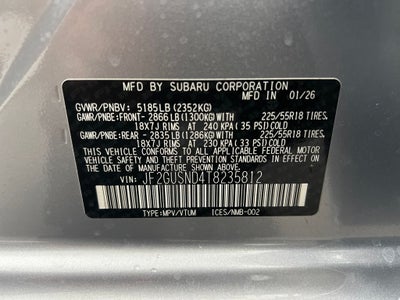 MFD BY SUBARU CORPORATION
MFD IN 01/26
GVWR/PNBV: 5185LB (2352KG)
GAWR/PNBE:FRONT- 2866LB (1300KG)WITH 225/55R18 TIRES,
18X7J RIMS AT 240 KPA (35 PSI)COLD
GAWR/PNBE:REAR - 2835LB (1286KG)WITH 225/55R18 TIRES,
18X7J RIMS AT 230 KPA (33 PSI)COLD
THIS VEHICLE CONFORMS TO ALL APPLICABLE FEDERAL MOTOR
VEHICLE SAFETY, BUMPER, AND THEFT PREVENTION STANDARDS IN
EFFECT ON THE DATE OF MANUFACTURE SHOWN ABOVE.
VIN: JF2GUSND4T8235812
TYPE:MPV/VTUM ICES/NMB-002